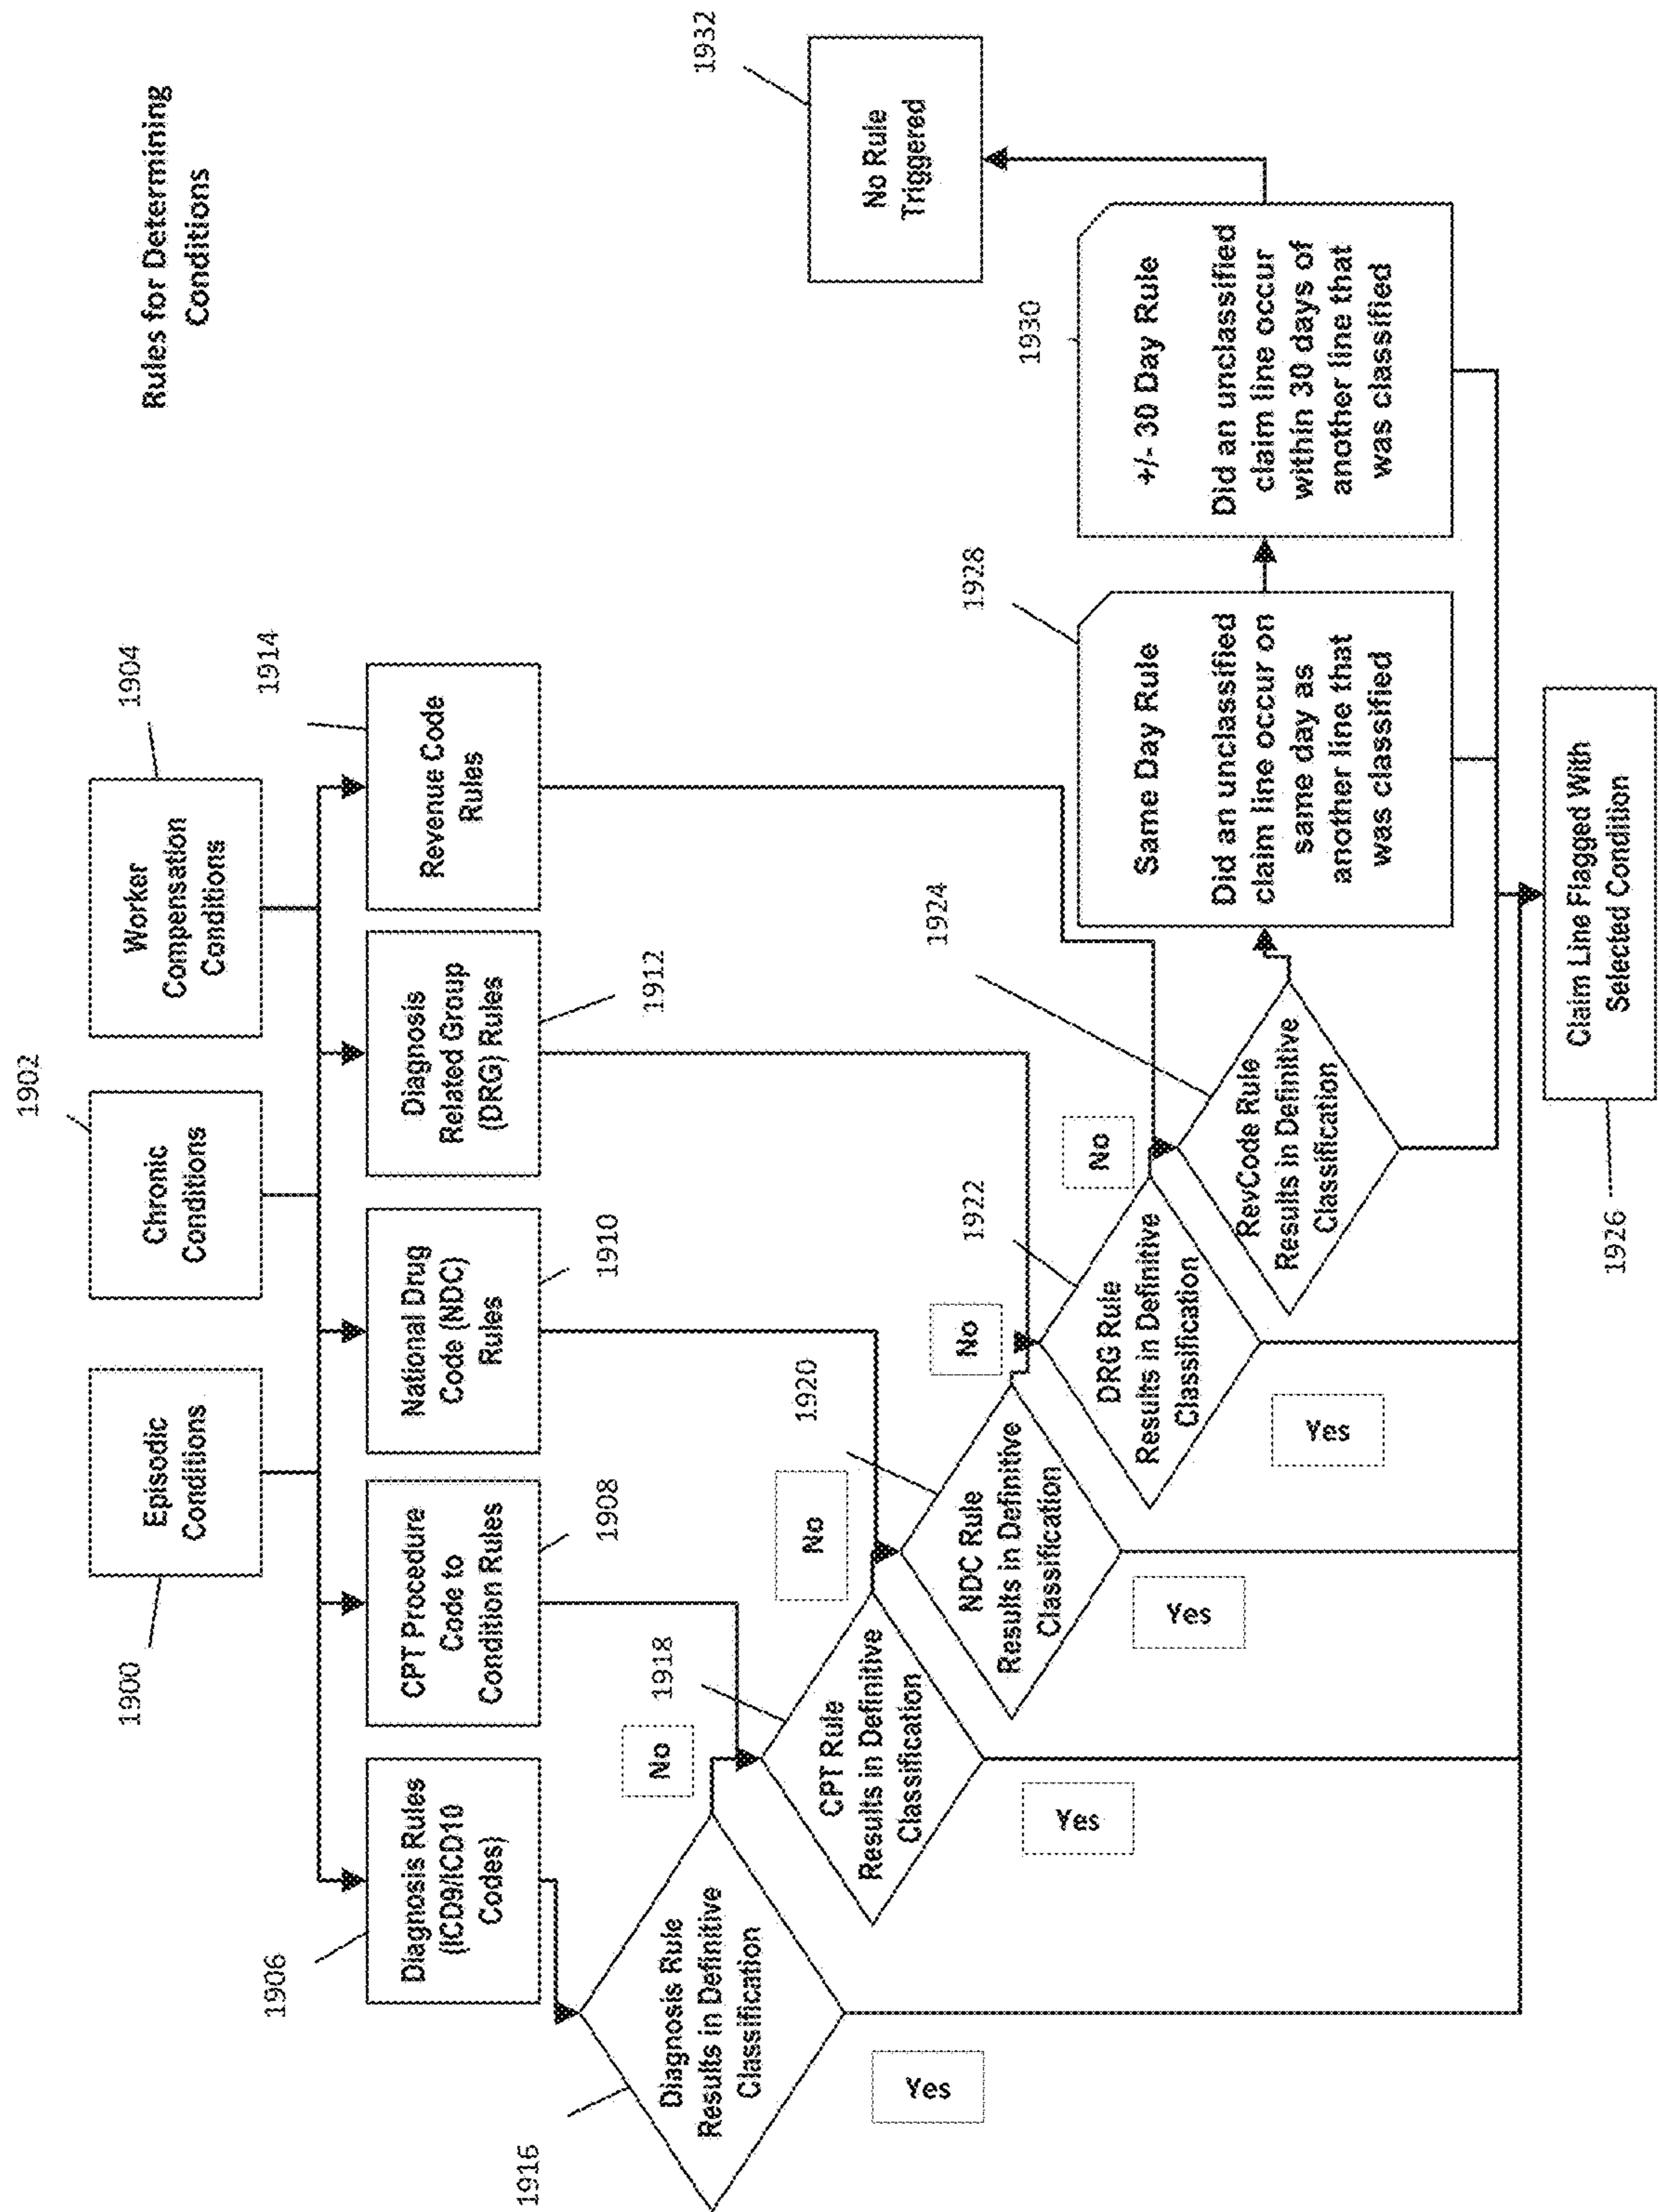 Rules for Determining
Conditions
1900
Episodic
Conditions
1902
Chronic
Conditions
1904
Worker
Compensation
Conditions
1906
Diagnosis Rules
(ICD9/ICD10
Codes)
1908
CPT Procedure
Code to
Condition Rules
1910
National Drug
Code (NDC)
Rules
1912
Diagnosis
Related Group
(DRG) Rules
1914
Revenue Code
Rules
1916
Diagnosis Rule
Results in Definitive
Classification
No
Yes
1918
CPT Rule
Results in Definitive
Classification
No
Yes
1920
NDC Rule
Results in Definitive
Classification
No
Yes
1922
DRG Rule
Results in Definitive
Classification
No
Yes
1924
RevCode Rule
Results in Definitive
Classification
1928
Same Day Rule
Did an unclassified
claim line occur on
same day as
another line that
was classified
1930
+/- 30 Day Rule
Did an unclassified
claim line occur
within 30 days of
another line that
was classified
1932
No Rule
Triggered
1926
Claim Line Flagged With
Selected Condition